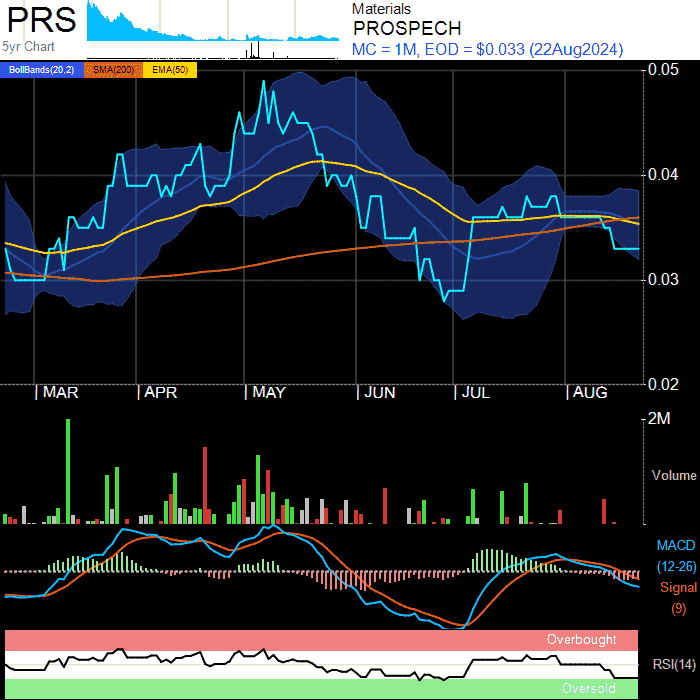 PRS
5yr Chart
Materials
PROSPECH
MC = 1M, EOD = $0.033 (22Aug2024)
BollBands(20,2) SMA(200) EMA(50)
0.05
0.04
0.03
0.02
MAR APR MAY JUN JUL AUG
2M
Volume
MACD
(12-26)
Signal
(9)
Overbought
RSI(14)
Oversold